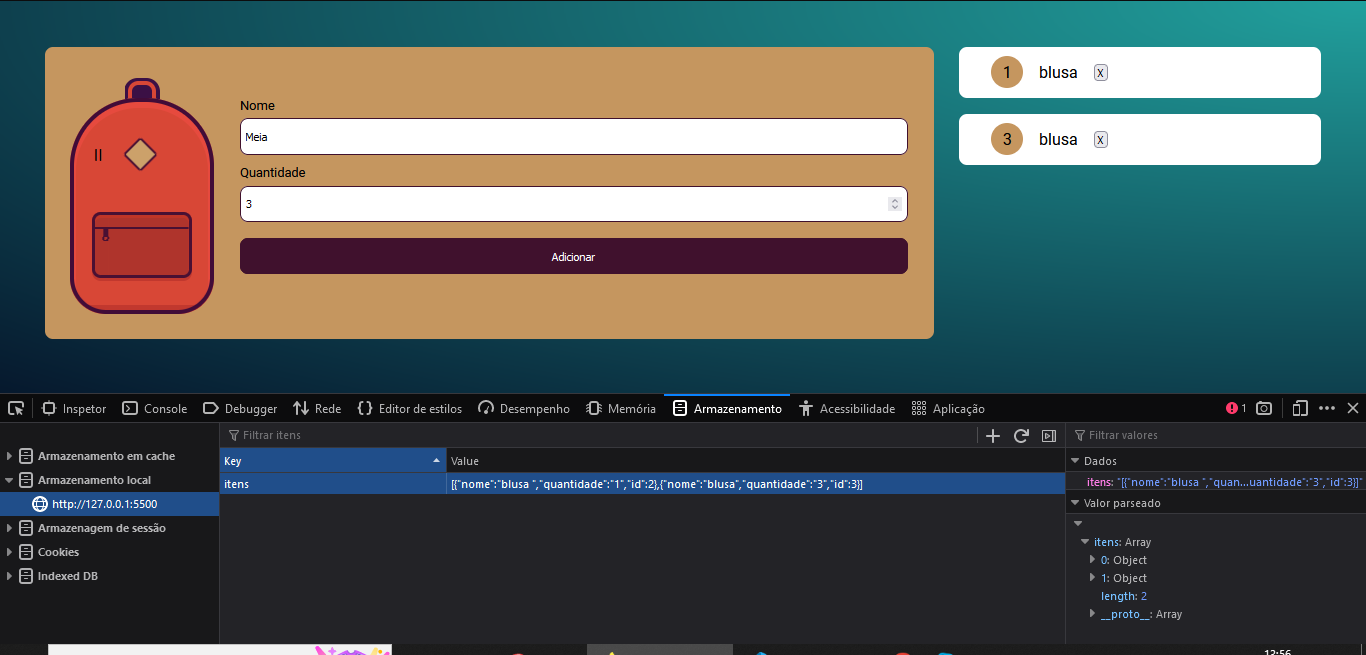 1 blusa X
3 blusa X
Nome
Meia
Quantidade
3
Adicionar
Inspetor Console Debugger Rede Editor de estilos Desempenho Memória Armazenamento Acessibilidade Aplicação 1
Filtrar itens
Filtrar valores
Armazenamento em cache
Armazenamento local
http://127.0.0.1:5500
Armazenagem de sessão
Cookies
Indexed DB
Key Value
itens [{"nome":"blusa ","quantidade":"1","id":2},{"nome":"blusa","quantidade":"3","id":3}]
Dados
itens: "[{"nome":"blusa ","quan...uantidade":"3","id":3}]"
Valor parseado
itens: Array
0: Object
1: Object
length: 2
__proto__: Array
12:56